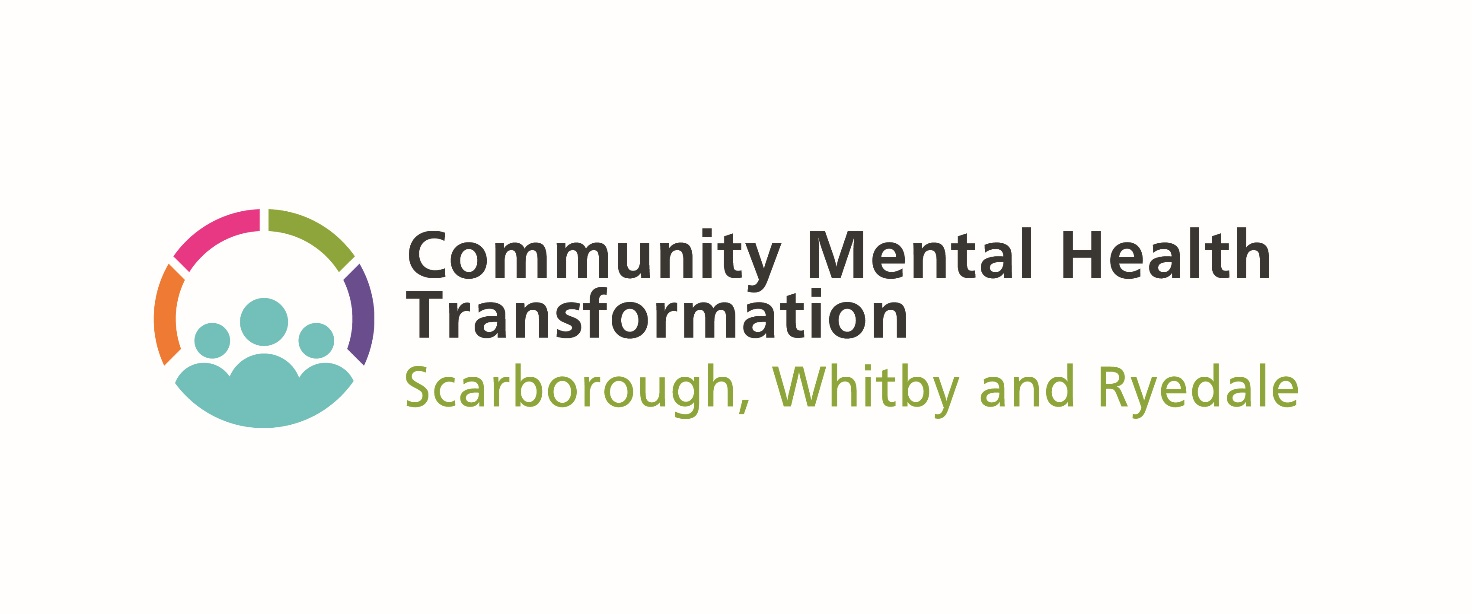 Community Mental Health
Transformation
Scarborough, Whitby and Ryedale